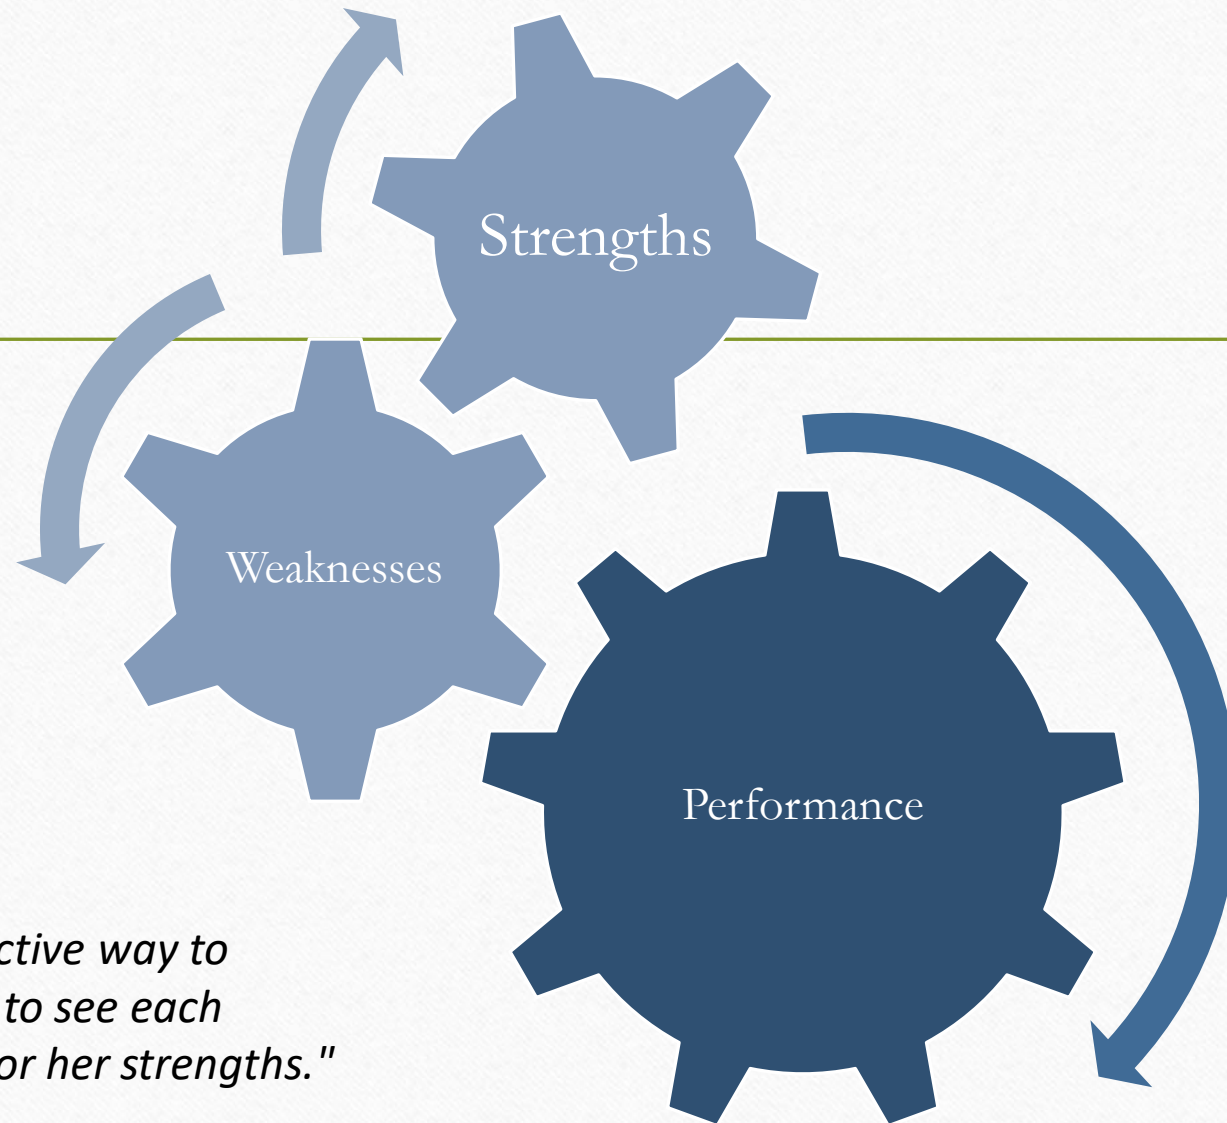 Strengths
Weaknesses
Performance
ctive way to
to see each
or her strengths."